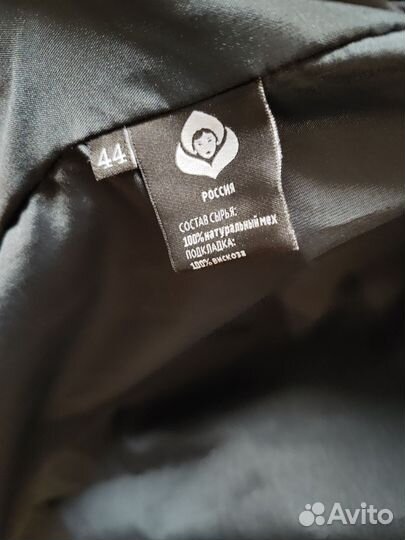 44
РОССИЯ
СОСТАВ СЫРЬЯ:
100% натуральный мех
ПОДКЛАДКА:
100% вискоза
Avito